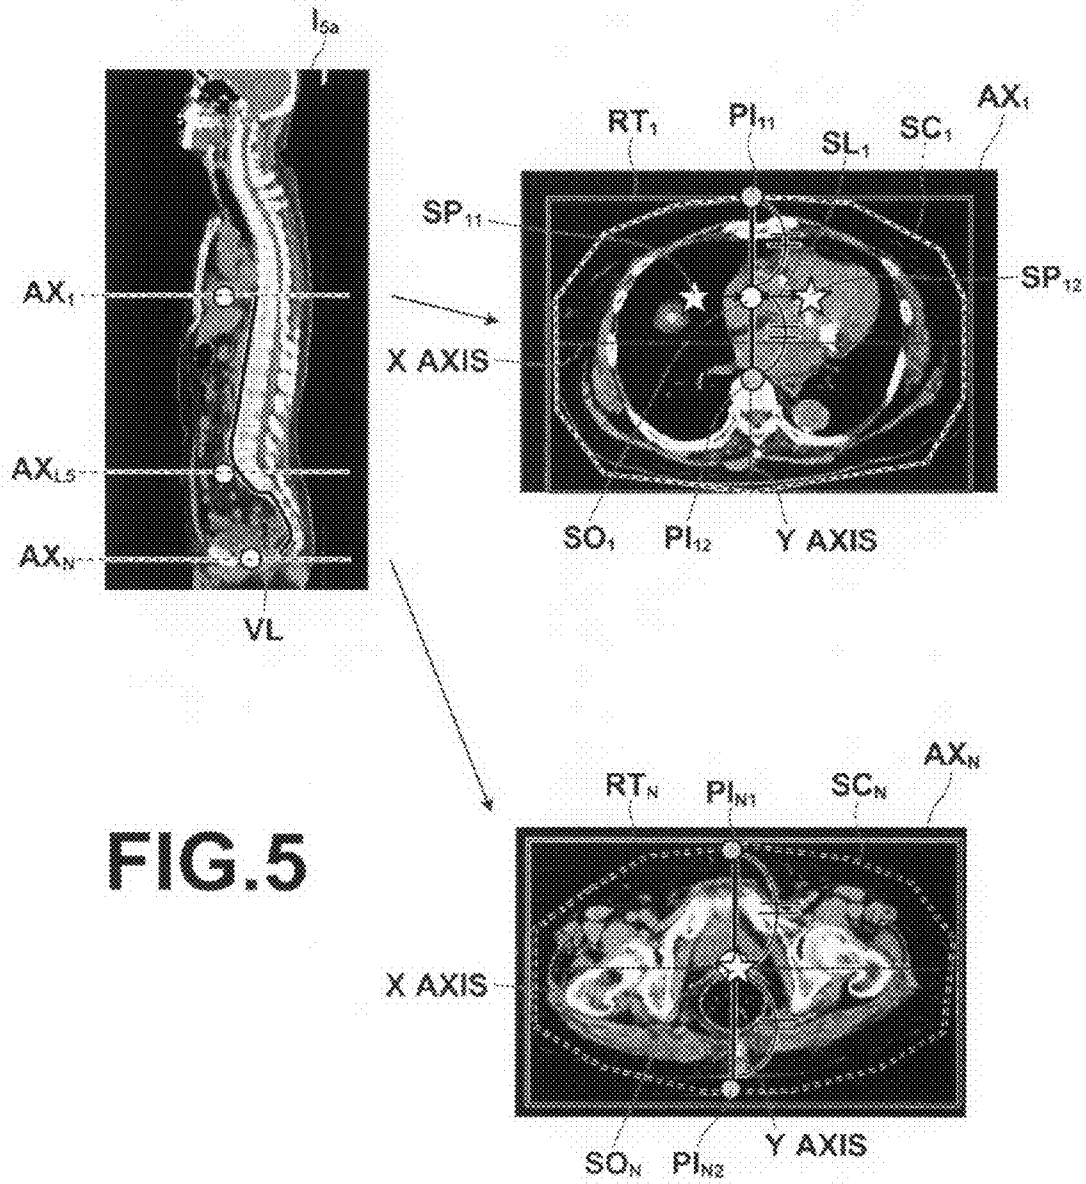 I5a
AX1
AXL5
AXN
VL
RT1
PI11
SL1
SC1
AX1
SP11
SP12
X AXIS
SO1
PI12
Y AXIS
FIG.5
RTN
PIN1
SCN
AXN
X AXIS
SON
PIN2
Y AXIS